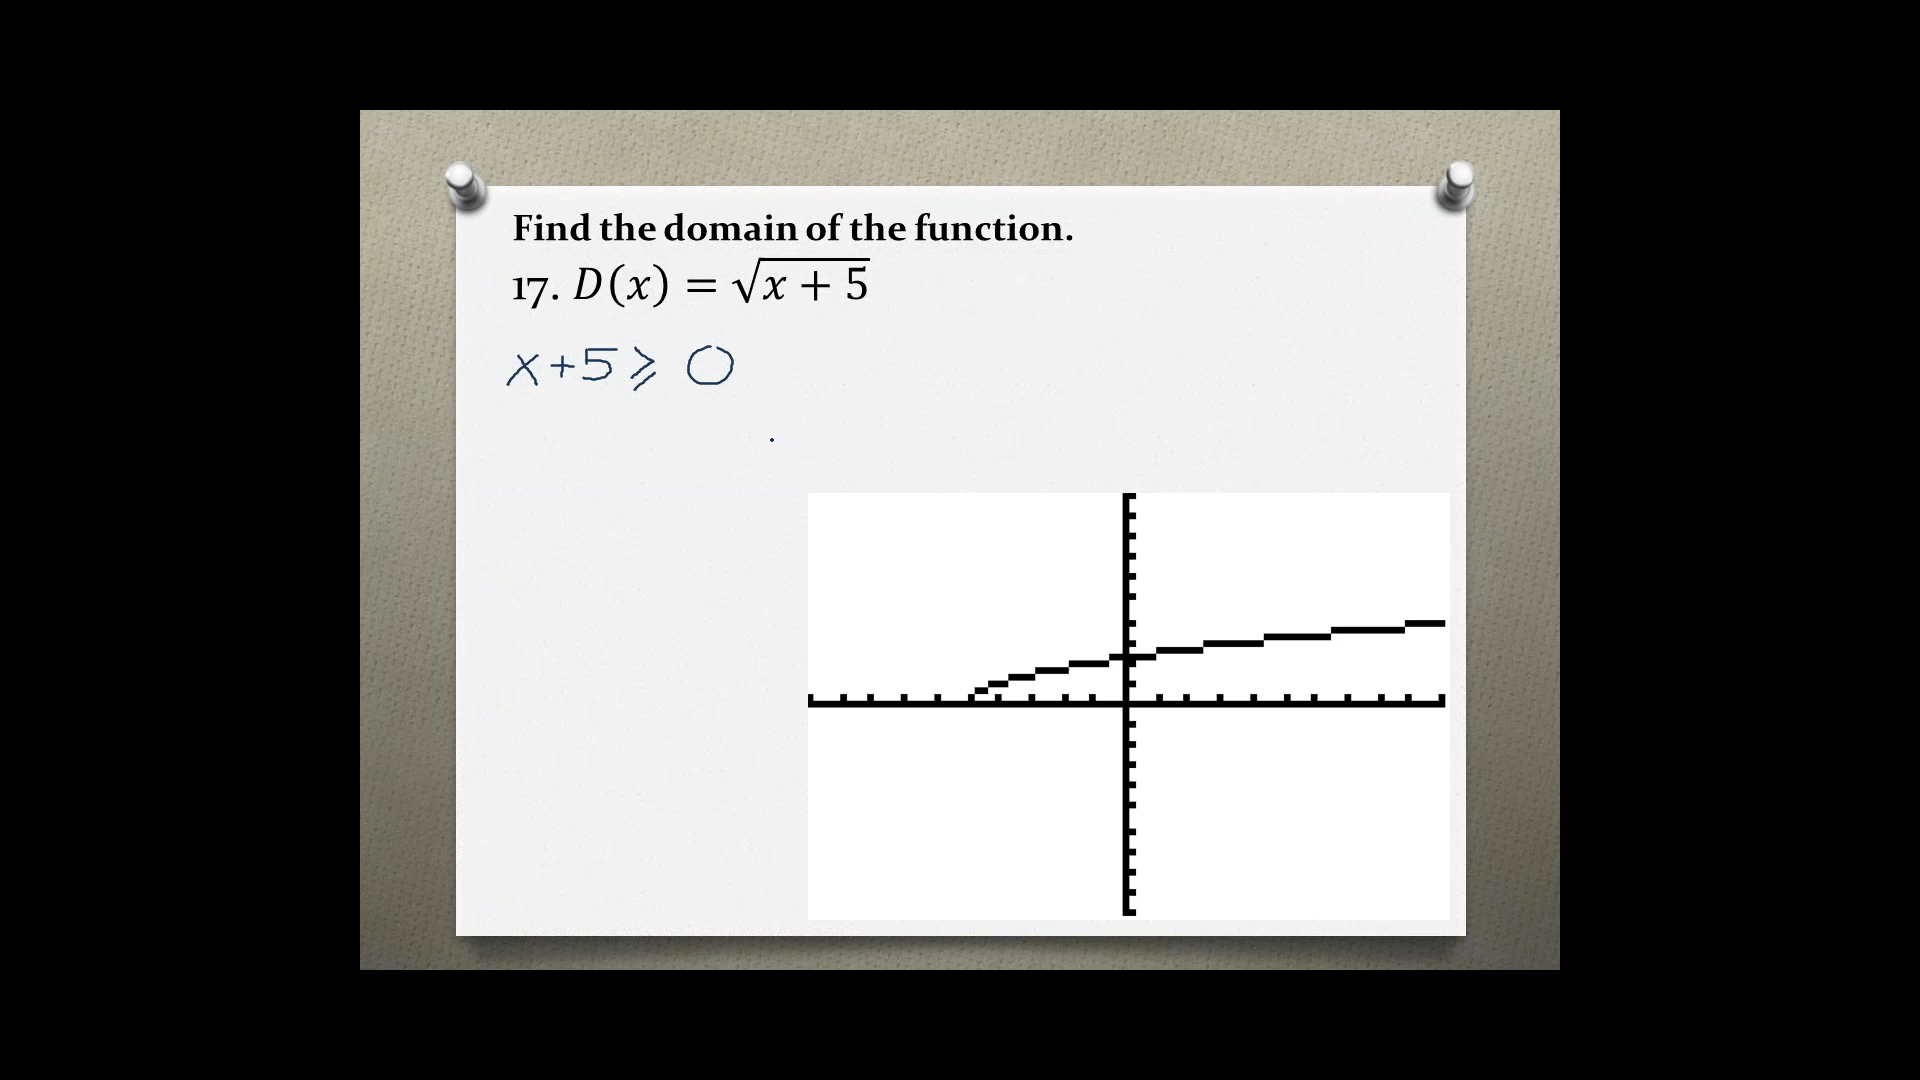 Find the domain of the function.
17. D(x) = √x + 5
x+5 ⩾ 0